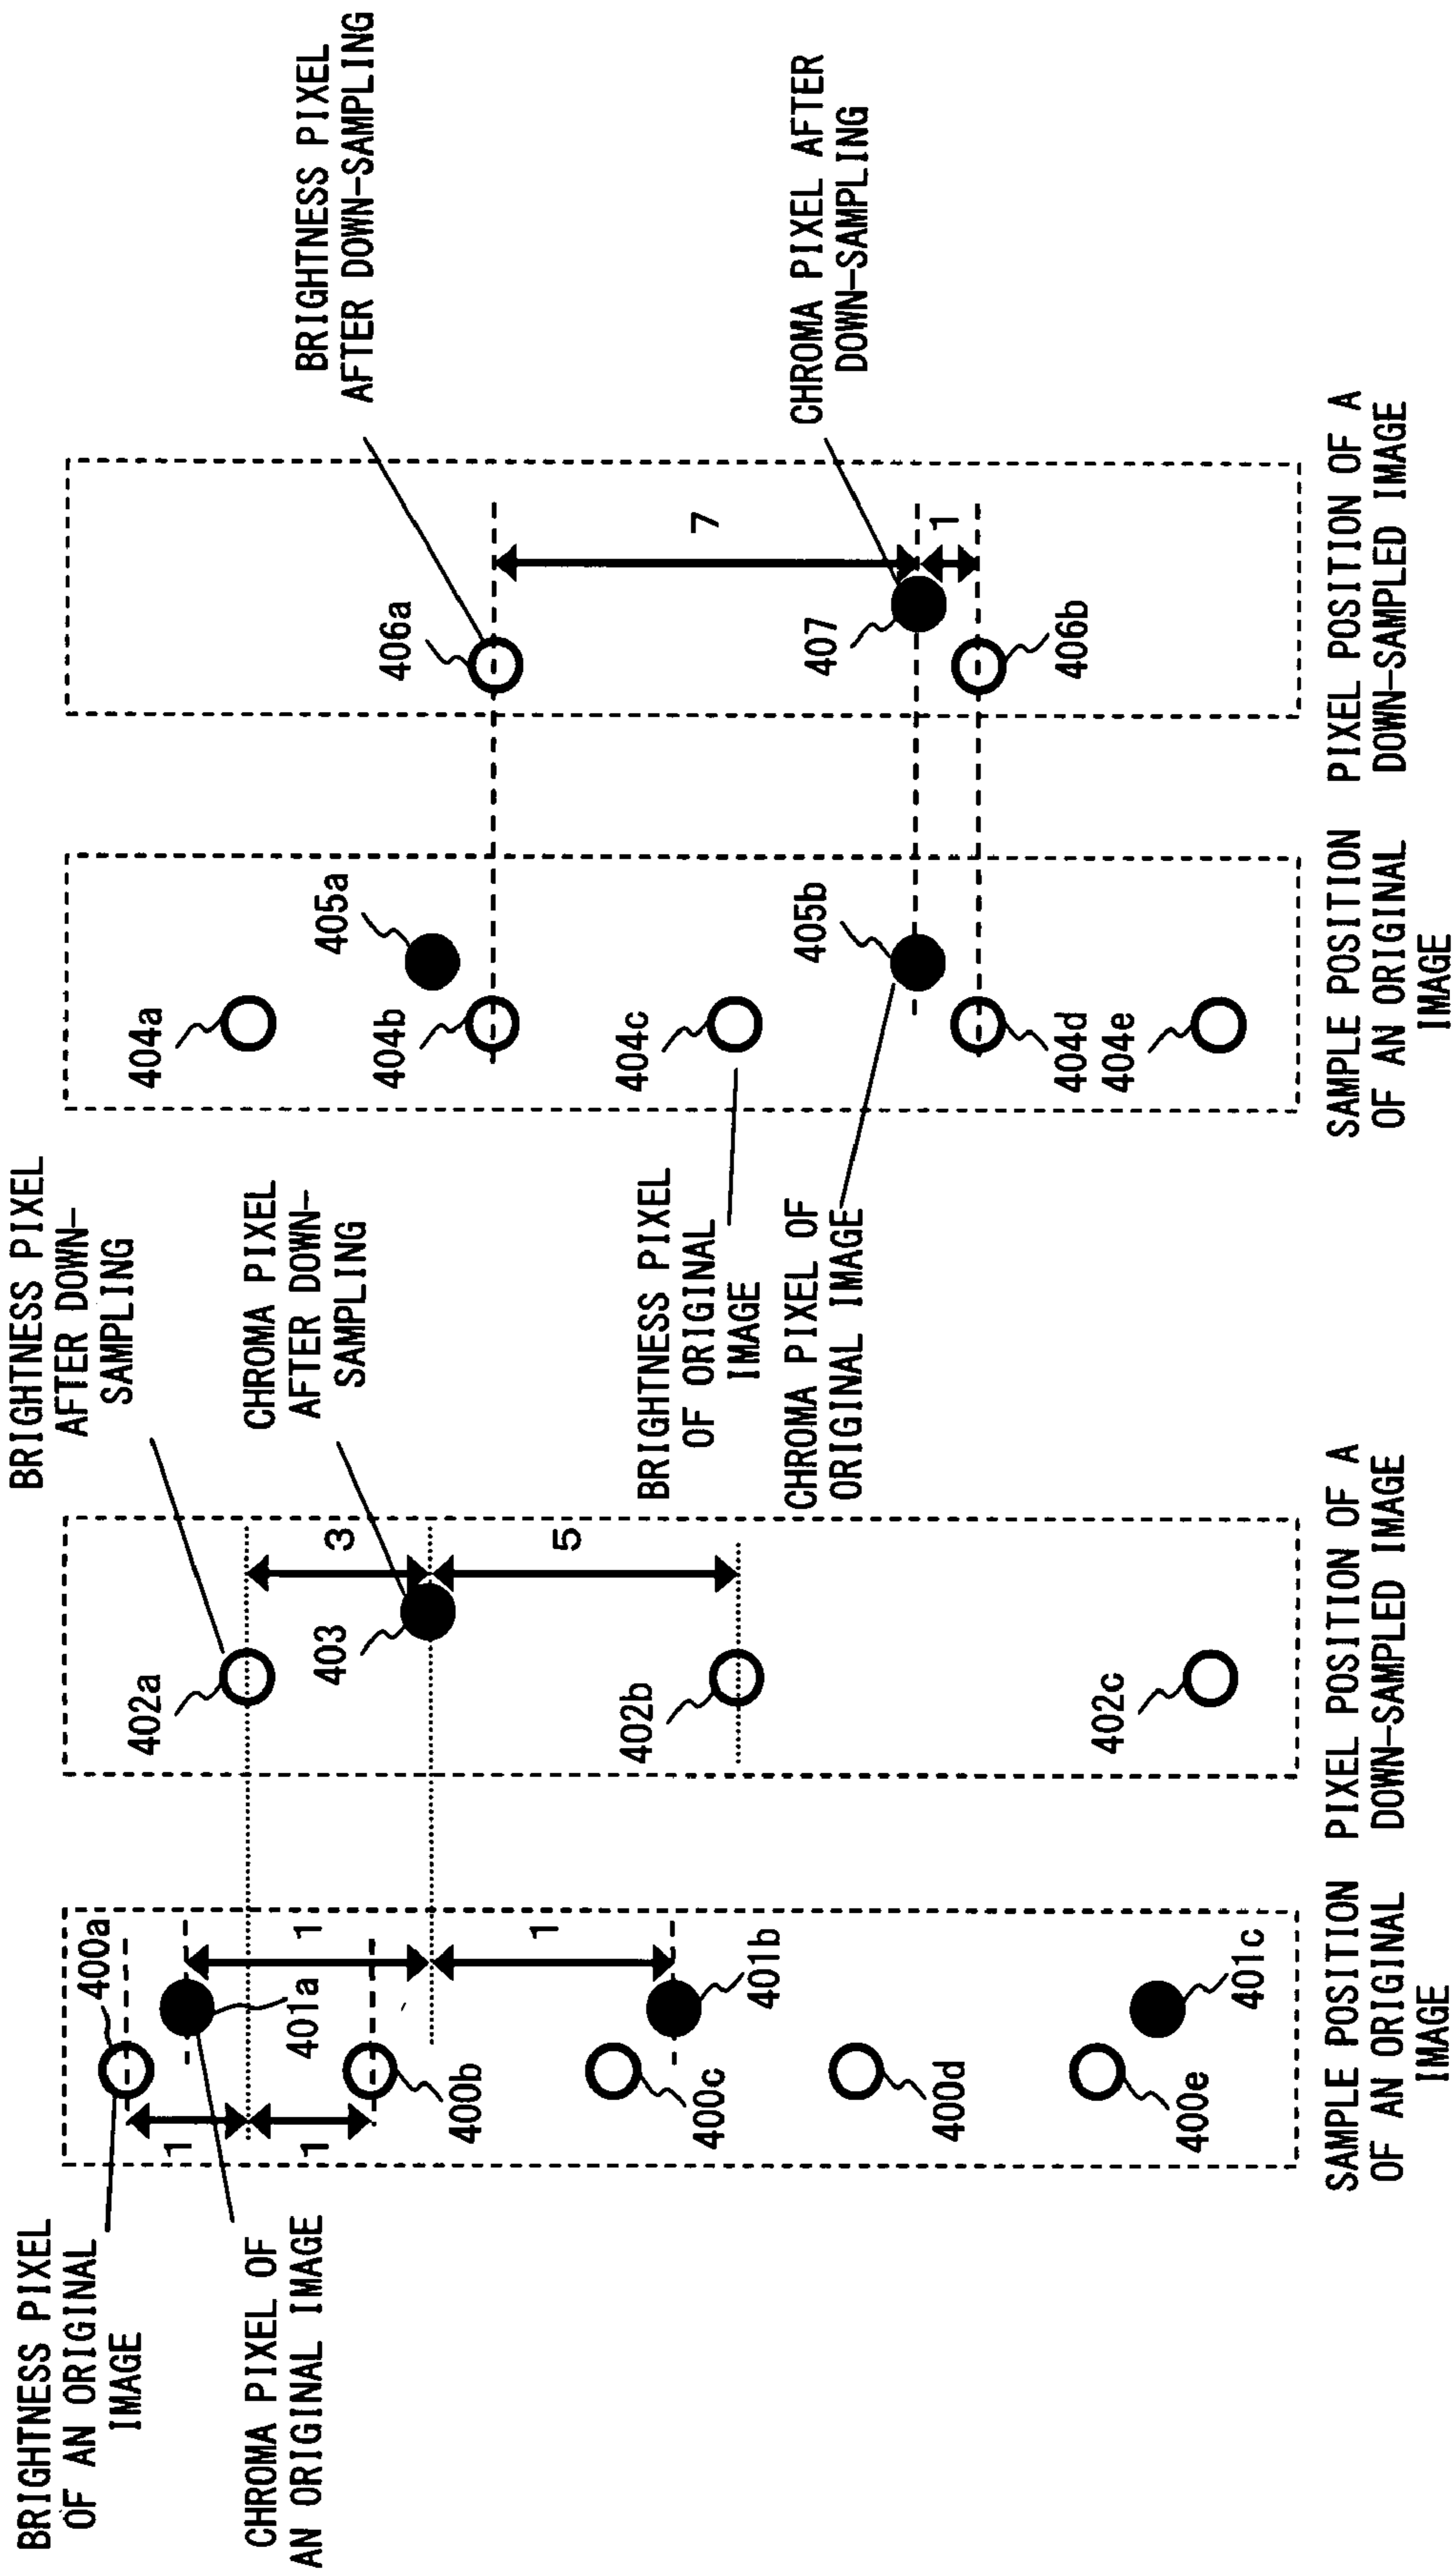 BRIGHTNESS PIXEL
OF AN ORIGINAL
IMAGE
CHROMA PIXEL OF
AN ORIGINAL IMAGE
400a
401a
400b
400c
401b
400d
400e
401c
1
1
1
1
SAMPLE POSITION
OF AN ORIGINAL
IMAGE
BRIGHTNESS PIXEL
AFTER DOWN-
SAMPLING
CHROMA PIXEL
AFTER DOWN-
SAMPLING
402a
403
402b
402c
3
5
PIXEL POSITION OF A
DOWN-SAMPLED IMAGE
BRIGHTNESS PIXEL
OF ORIGINAL
IMAGE
CHROMA PIXEL OF
ORIGINAL IMAGE
404a
405a
404b
404c
405b
404d
404e
SAMPLE POSITION
OF AN ORIGINAL
IMAGE
BRIGHTNESS PIXEL
AFTER DOWN-SAMPLING
CHROMA PIXEL AFTER
DOWN-SAMPLING
406a
407
406b
7
1
PIXEL POSITION OF A
DOWN-SAMPLED IMAGE